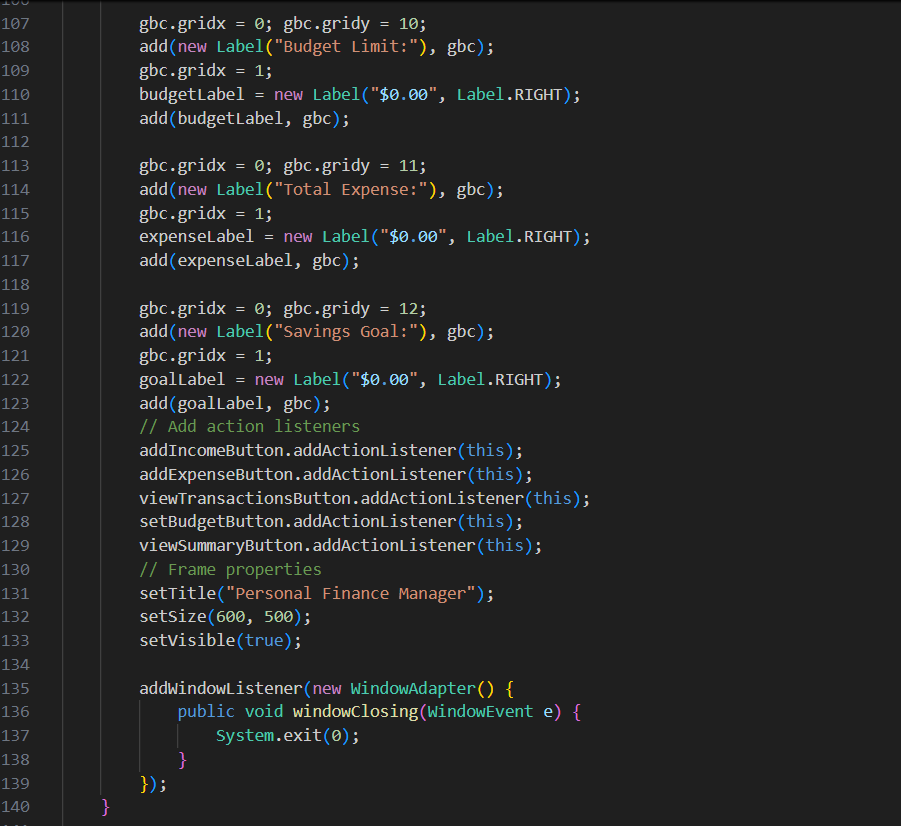 107 gbc.gridx = 0; gbc.gridy = 10;
108 add(new Label("Budget Limit:"), gbc);
109 gbc.gridx = 1;
110 budgetLabel = new Label("$0.00", Label.RIGHT);
111 add(budgetLabel, gbc);
112
113 gbc.gridx = 0; gbc.gridy = 11;
114 add(new Label("Total Expense:"), gbc);
115 gbc.gridx = 1;
116 expenseLabel = new Label("$0.00", Label.RIGHT);
117 add(expenseLabel, gbc);
118
119 gbc.gridx = 0; gbc.gridy = 12;
120 add(new Label("Savings Goal:"), gbc);
121 gbc.gridx = 1;
122 goalLabel = new Label("$0.00", Label.RIGHT);
123 add(goalLabel, gbc);
124 // Add action listeners
125 addIncomeButton.addActionListener(this);
126 addExpenseButton.addActionListener(this);
127 viewTransactionsButton.addActionListener(this);
128 setBudgetButton.addActionListener(this);
129 viewSummaryButton.addActionListener(this);
130 // Frame properties
131 setTitle("Personal Finance Manager");
132 setSize(600, 500);
133 setVisible(true);
134
135 addWindowListener(new WindowAdapter() {
136 public void windowClosing(WindowEvent e) {
137 System.exit(0);
138 }
139 });
140 }